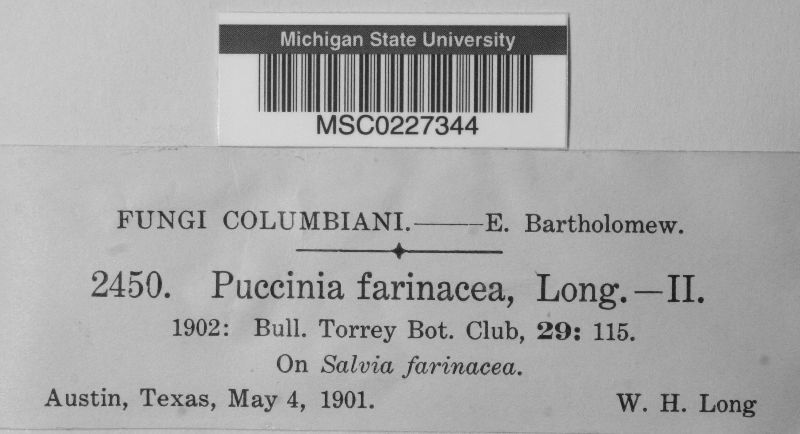 Michigan State University
MSC0227344
FUNGI COLUMBIANI.——E. Bartholomew.
2450. Puccinia farinacea, Long.—II.
1902: Bull. Torrey Bot. Club, 29: 115.
On Salvia farinacea.
Austin, Texas, May 4, 1901. W. H. Long